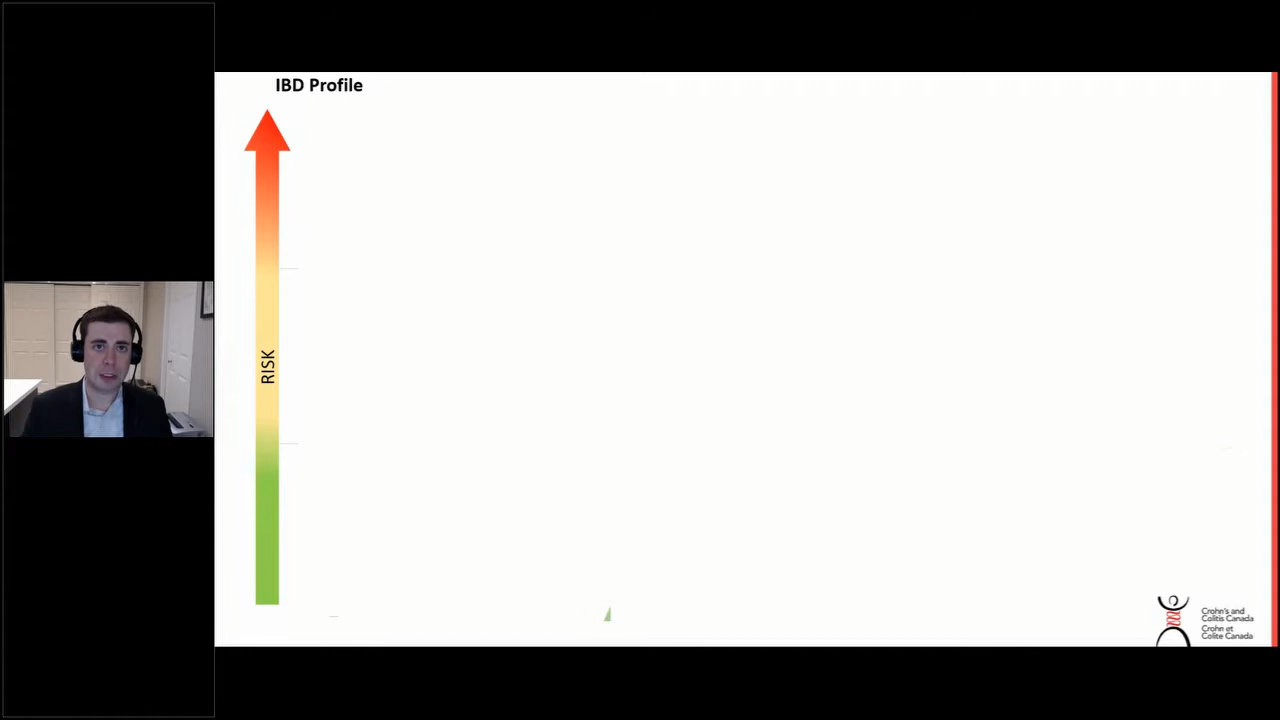 IBD Profile
RISK
Crohn's and
Colitis Canada
Crohn et
Colite Canada